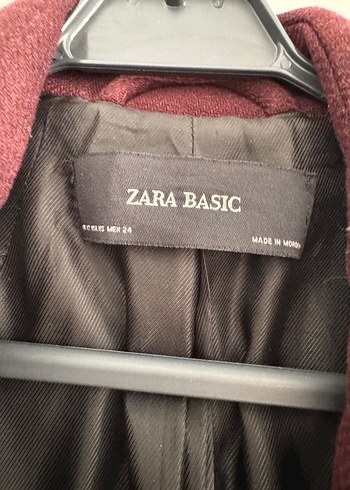 ZARA BASIC
MEX 24
MADE IN